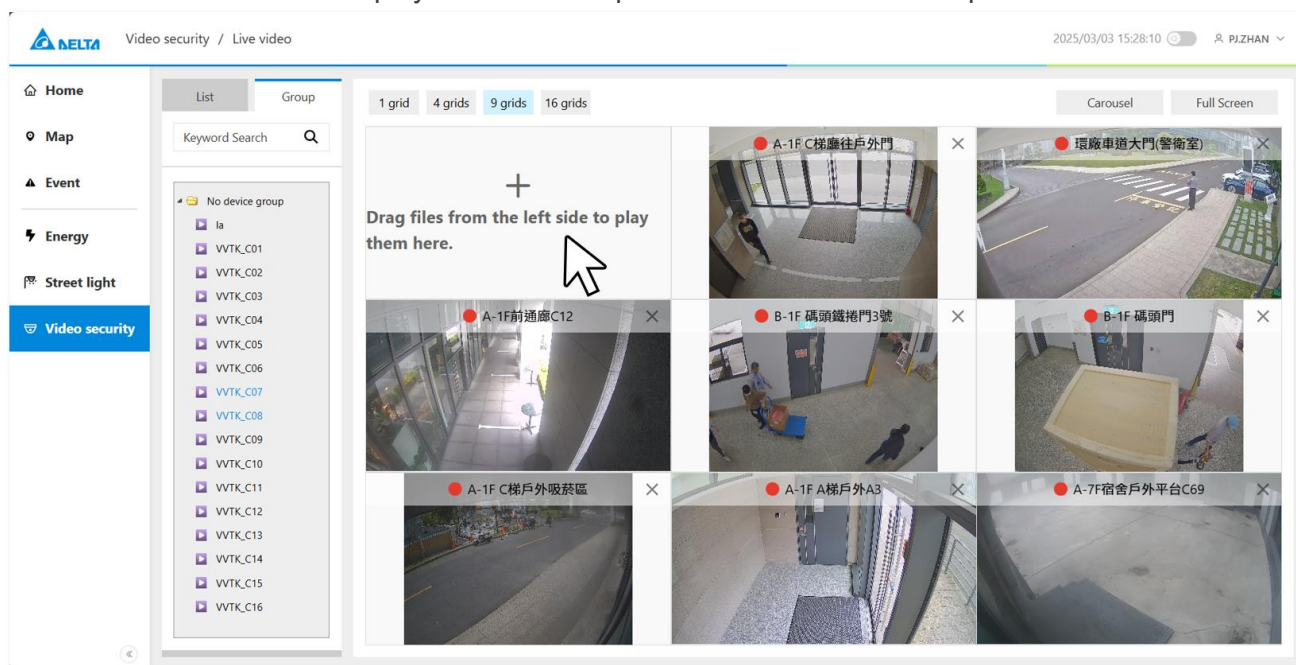 DELTA
Video security / Live video
2025/03/03 15:28:10
PJ.ZHAN
Home
Map
Event
Energy
Street light
Video security
List
Group
Keyword Search
No device group
la
VVTK_C01
VVTK_C02
VVTK_C03
VVTK_C04
VVTK_C05
VVTK_C06
VVTK_C07
VVTK_C08
VVTK_C09
VVTK_C10
VVTK_C11
VVTK_C12
VVTK_C13
VVTK_C14
VVTK_C15
VVTK_C16
1 grid
4 grids
9 grids
16 grids
Carousel
Full Screen
Drag files from the left side to play
them here.
A-1F C梯廳往戶外門
環廠車道大門(警衛室)
A-1F前通廊C12
B-1F 碼頭鐵捲門3號
B-1F 碼頭門
A-1F C梯戶外吸菸區
A-1F A梯戶外A3
A-7F宿舍戶外平台C69